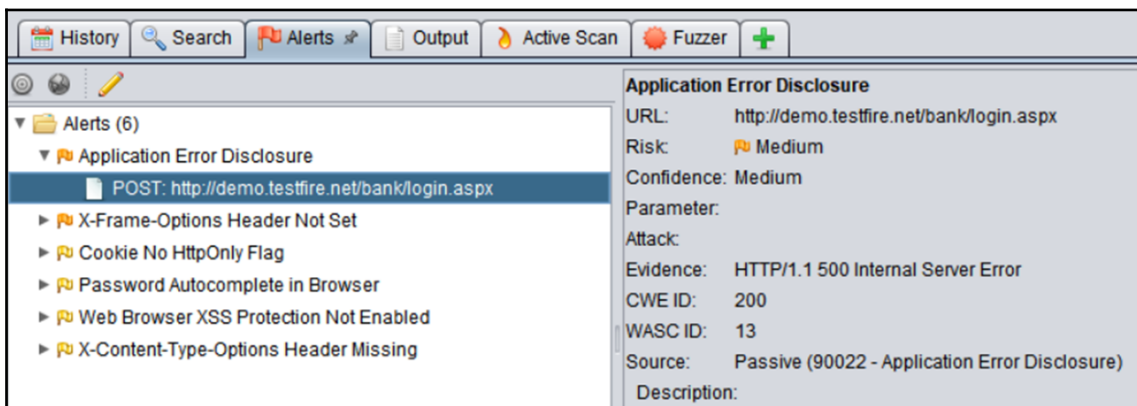 History Search Alerts Output Active Scan Fuzzer
Alerts (6)
Application Error Disclosure
POST: http://demo.testfire.net/bank/login.aspx
X-Frame-Options Header Not Set
Cookie No HttpOnly Flag
Password Autocomplete in Browser
Web Browser XSS Protection Not Enabled
X-Content-Type-Options Header Missing
Application Error Disclosure
URL: http://demo.testfire.net/bank/login.aspx
Risk: Medium
Confidence: Medium
Parameter:
Attack:
Evidence: HTTP/1.1 500 Internal Server Error
CWE ID: 200
WASC ID: 13
Source: Passive (90022 - Application Error Disclosure)
Description: